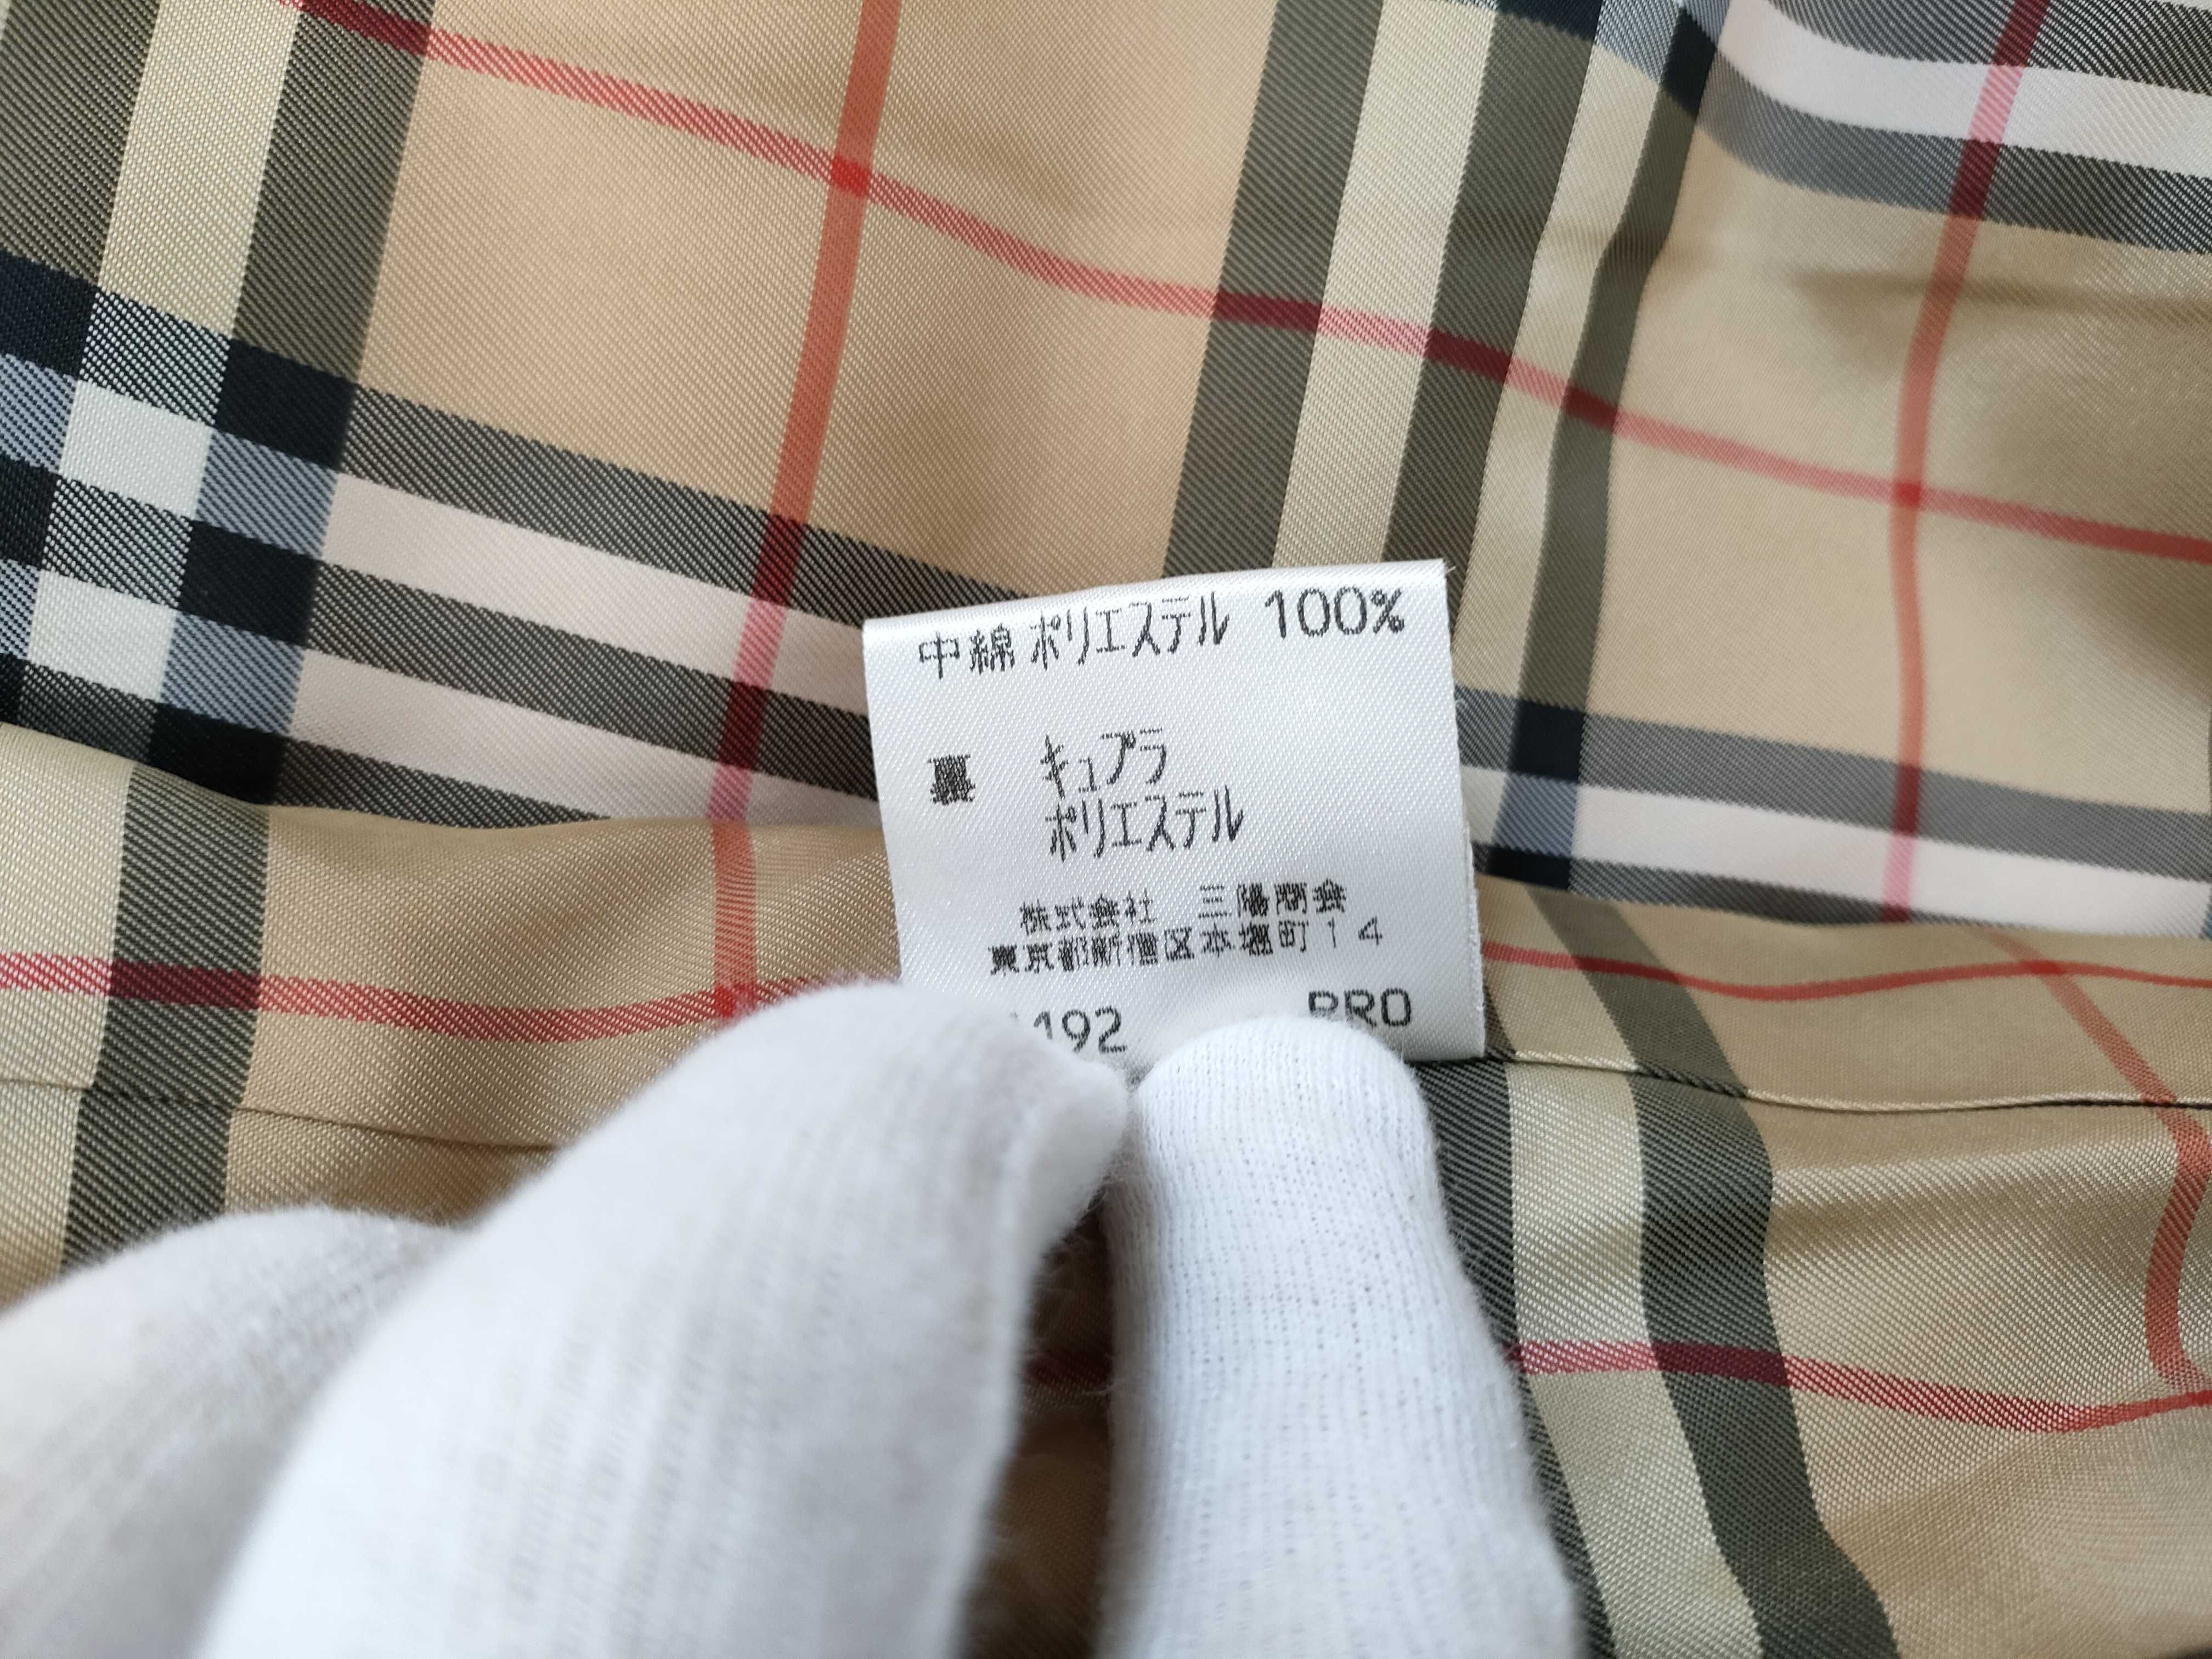 中綿 ポリエステル 100%
裏 キュプラ
ポリエステル
株式会社 三陽商会
東京都新宿区本塩町14
192 PRO